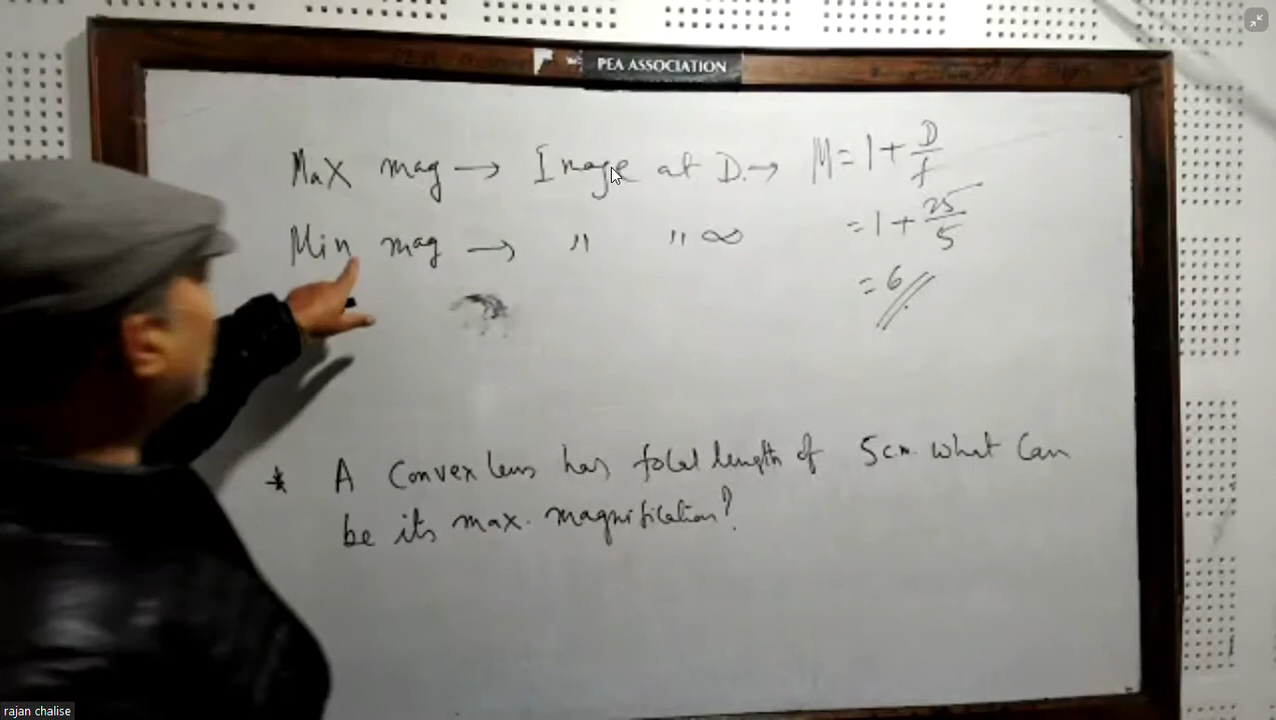 PEA ASSOCIATION
Max mag → Image at D. → M = 1 + D/f
Min mag → " " ∞ = 1 + 25/5
= 6
* A Convex lens has focal length of 5cm. what Can
be its max. magnification?
rajan chalise